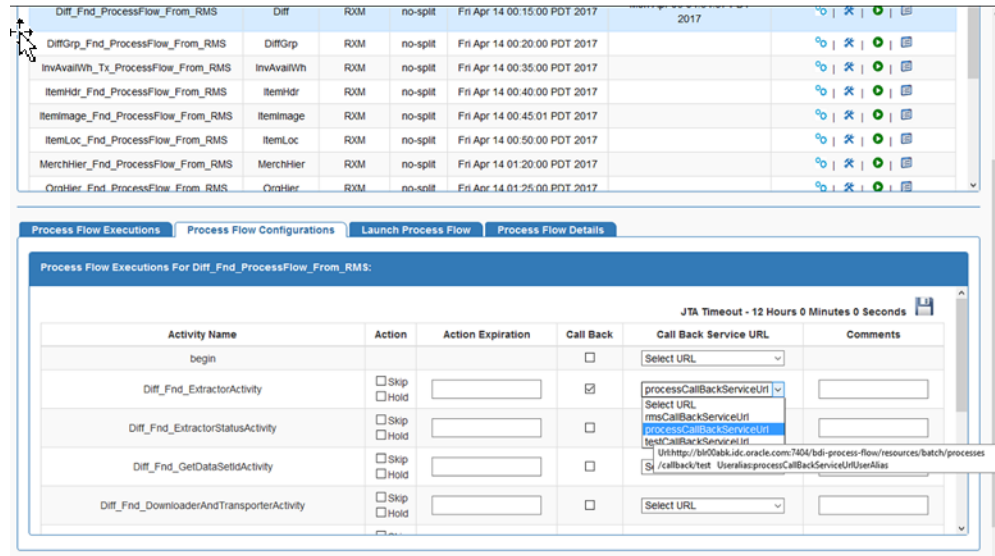 Diff_Fnd_ProcessFlow_From_RMS Diff RXM no-split Fri Apr 14 00:15:00 PDT 2017
2017
DiffGrp_Fnd_ProcessFlow_From_RMS DiffGrp RXM no-split Fri Apr 14 00:20:00 PDT 2017
InvAvailWh_Tx_ProcessFlow_From_RMS InvAvailWh RXM no-split Fri Apr 14 00:35:00 PDT 2017
ItemHdr_Fnd_ProcessFlow_From_RMS ItemHdr RXM no-split Fri Apr 14 00:40:00 PDT 2017
ItemImage_Fnd_ProcessFlow_From_RMS ItemImage RXM no-split Fri Apr 14 00:45:01 PDT 2017
ItemLoc_Fnd_ProcessFlow_From_RMS ItemLoc RXM no-split Fri Apr 14 00:50:00 PDT 2017
MerchHier_Fnd_ProcessFlow_From_RMS MerchHier RXM no-split Fri Apr 14 01:20:00 PDT 2017
OrgHier_Fnd_ProcessFlow_From_RMS OrgHier RXM no-split Fri Apr 14 01:25:00 PDT 2017
Process Flow Executions Process Flow Configurations Launch Process Flow Process Flow Details
Process Flow Executions For Diff_Fnd_ProcessFlow_From_RMS:
JTA Timeout - 12 Hours 0 Minutes 0 Seconds
Activity Name Action Action Expiration Call Back Call Back Service URL Comments
begin Select URL
Diff_Fnd_ExtractorActivity Skip Hold processCallBackServiceUrl
Select URL
rmsCallBackServiceUrl
processCallBackServiceUrl
testCallBackServiceUrl
Diff_Fnd_ExtractorStatusActivity Skip Hold
Url:http://blr00abk.idc.oracle.com:7404/bdi-process-flow/resources/batch/processes
/callback/test Useralias:processCallBackServiceUrlUserAlias
Diff_Fnd_GetDataSetIdActivity Skip Hold
Diff_Fnd_DownloaderAndTransporterActivity Skip Hold Select URL